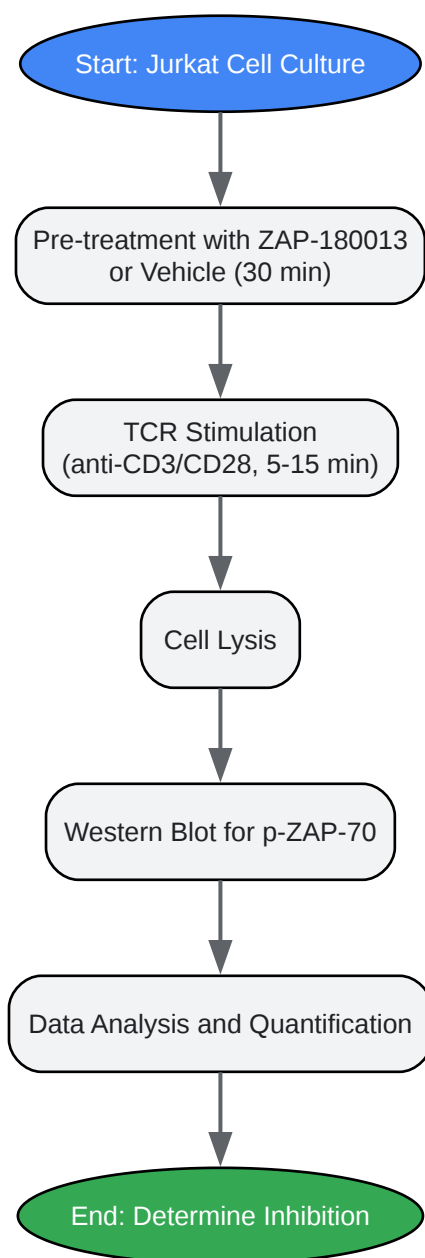 Start: Jurkat Cell Culture
Pre-treatment with ZAP-180013
or Vehicle (30 min)
TCR Stimulation
(anti-CD3/CD28, 5-15 min)
Cell Lysis
Western Blot for p-ZAP-70
Data Analysis and Quantification
End: Determine Inhibition